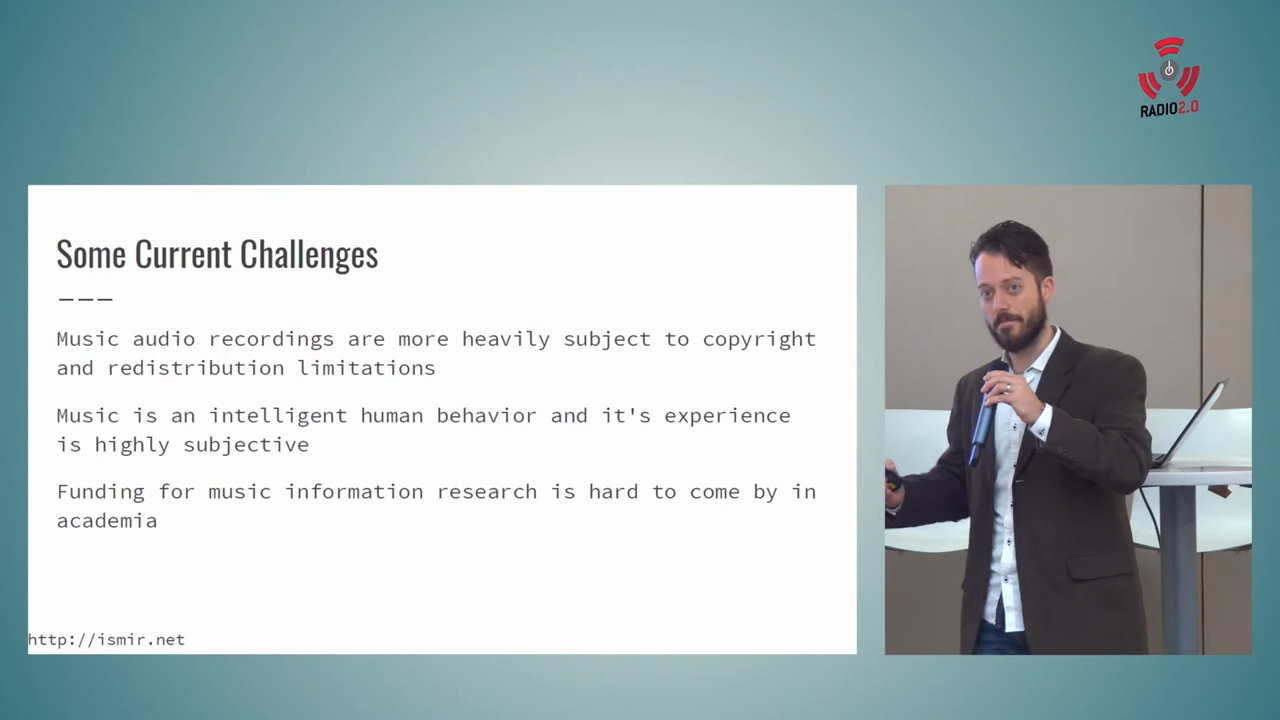 RADIO2.0
Some Current Challenges
Music audio recordings are more heavily subject to copyright
and redistribution limitations
Music is an intelligent human behavior and it's experience
is highly subjective
Funding for music information research is hard to come by in
academia
http://ismir.net